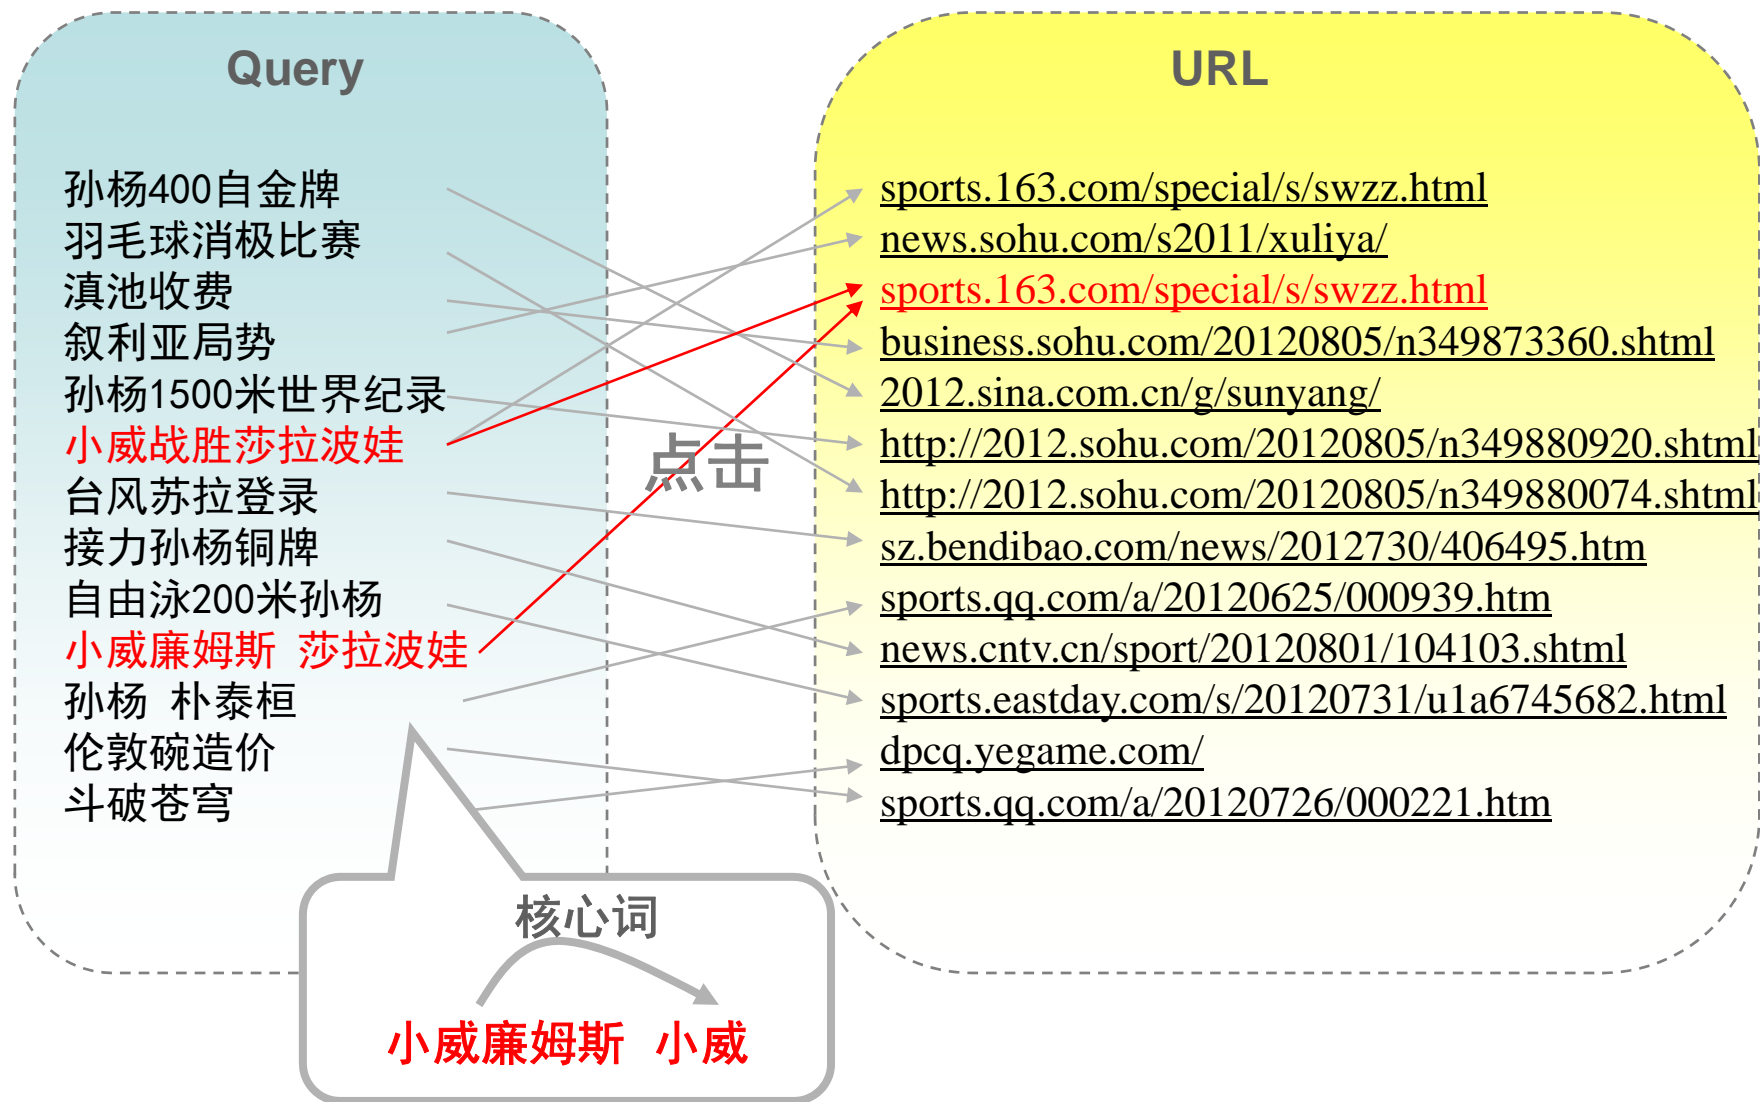 Query
孙杨400自金牌
羽毛球消极比赛
滇池收费
叙利亚局势
孙杨1500米世界纪录
小威战胜莎拉波娃
台风苏拉登录
接力孙杨铜牌
自由泳200米孙杨
小威廉姆斯 莎拉波娃
孙杨 朴泰桓
伦敦碗造价
斗破苍穹
点击
URL
sports.163.com/special/s/swzz.html
news.sohu.com/s2011/xuliya/
sports.163.com/special/s/swzz.html
business.sohu.com/20120805/n349873360.shtml
2012.sina.com.cn/g/sunyang/
http://2012.sohu.com/20120805/n349880920.shtml
http://2012.sohu.com/20120805/n349880074.shtml
sz.bendibao.com/news/2012730/406495.htm
sports.qq.com/a/20120625/000939.htm
news.cntv.cn/sport/20120801/104103.shtml
sports.eastday.com/s/20120731/u1a6745682.html
dpcq.yegame.com/
sports.qq.com/a/20120726/000221.htm
核心词
小威廉姆斯 小威